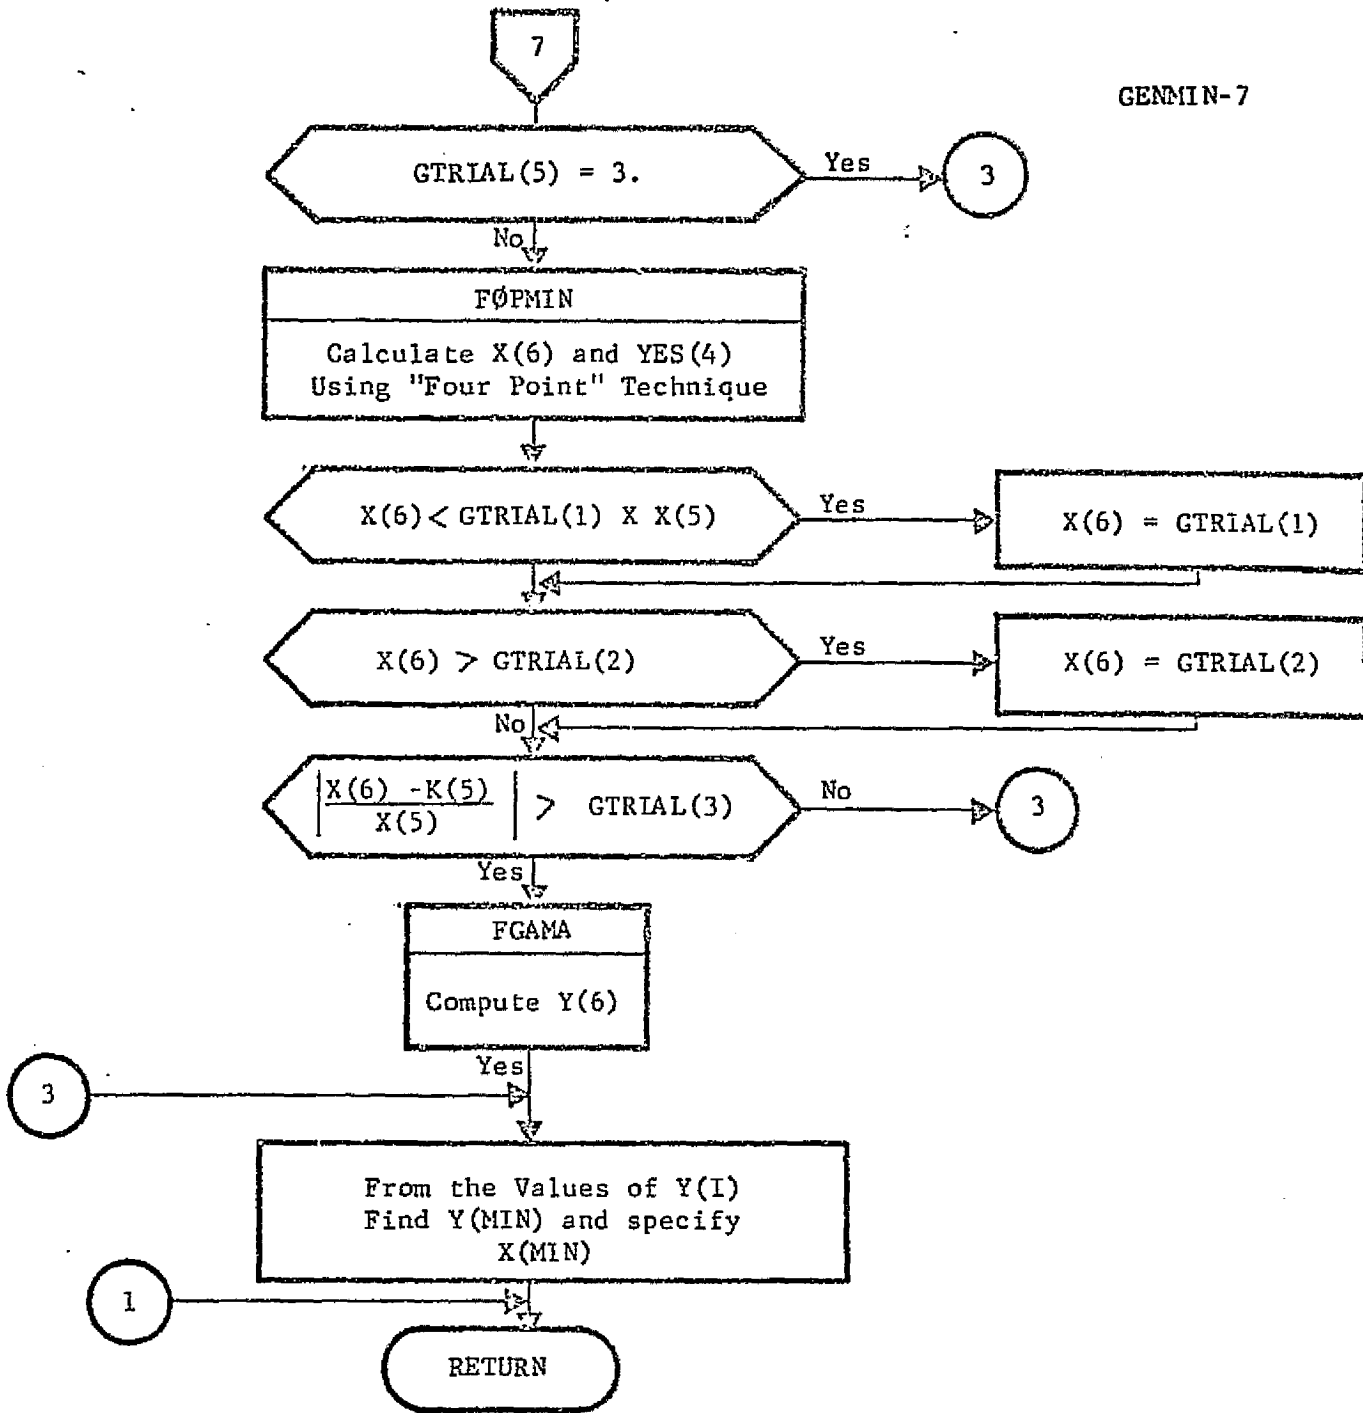 7
GENMIN-7
GTRIAL(5) = 3.
Yes
3
No
FØPMIN
Calculate X(6) and YES(4)
Using "Four Point" Technique
X(6) < GTRIAL(1) X X(5)
Yes
X(6) = GTRIAL(1)
X(6) > GTRIAL(2)
Yes
X(6) = GTRIAL(2)
No
|X(6) -K(5)
X(5)| > GTRIAL(3)
No
3
Yes
FGAMA
Compute Y(6)
Yes
3
From the Values of Y(I)
Find Y(MIN) and specify
X(MIN)
1
RETURN